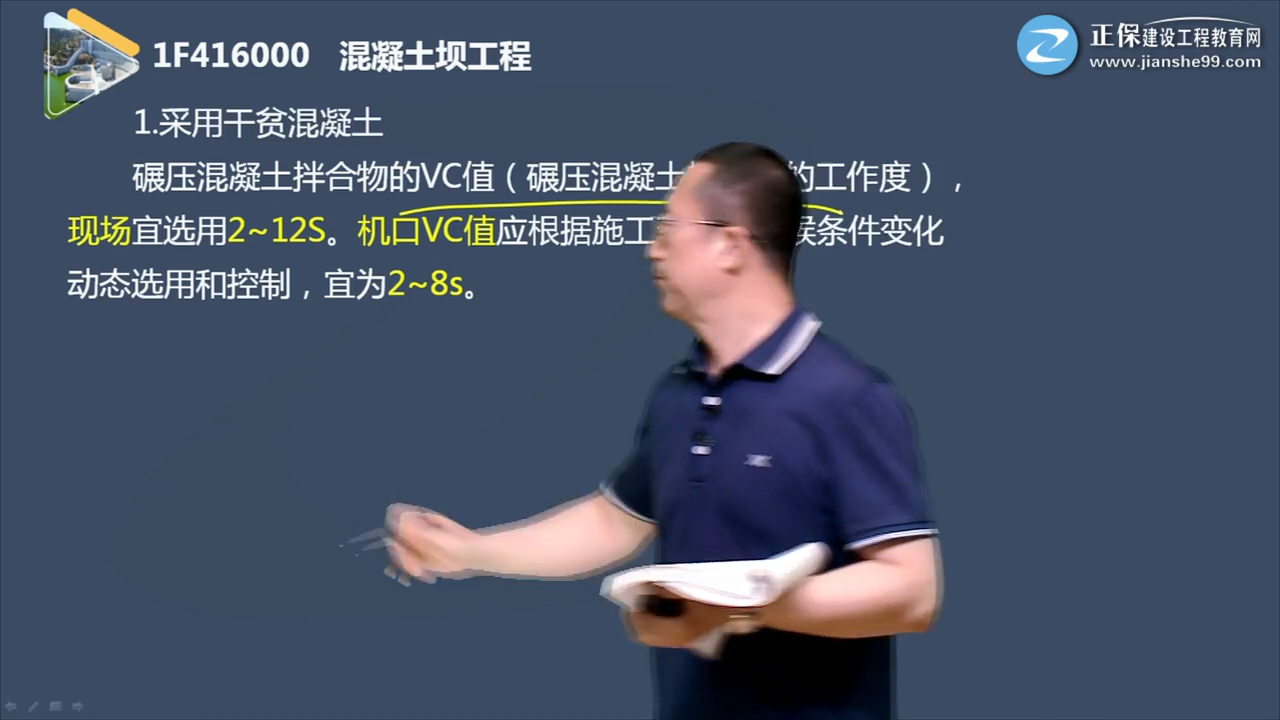 1F416000 混凝土坝工程
正保建设工程教育网
www.jianshe99.com
1.采用干贫混凝土
碾压混凝土拌合物的VC值（碾压混凝土 的工作度），
现场宜选用2~12S。机口VC值应根据施工 候条件变化
动态选用和控制，宜为2~8s。